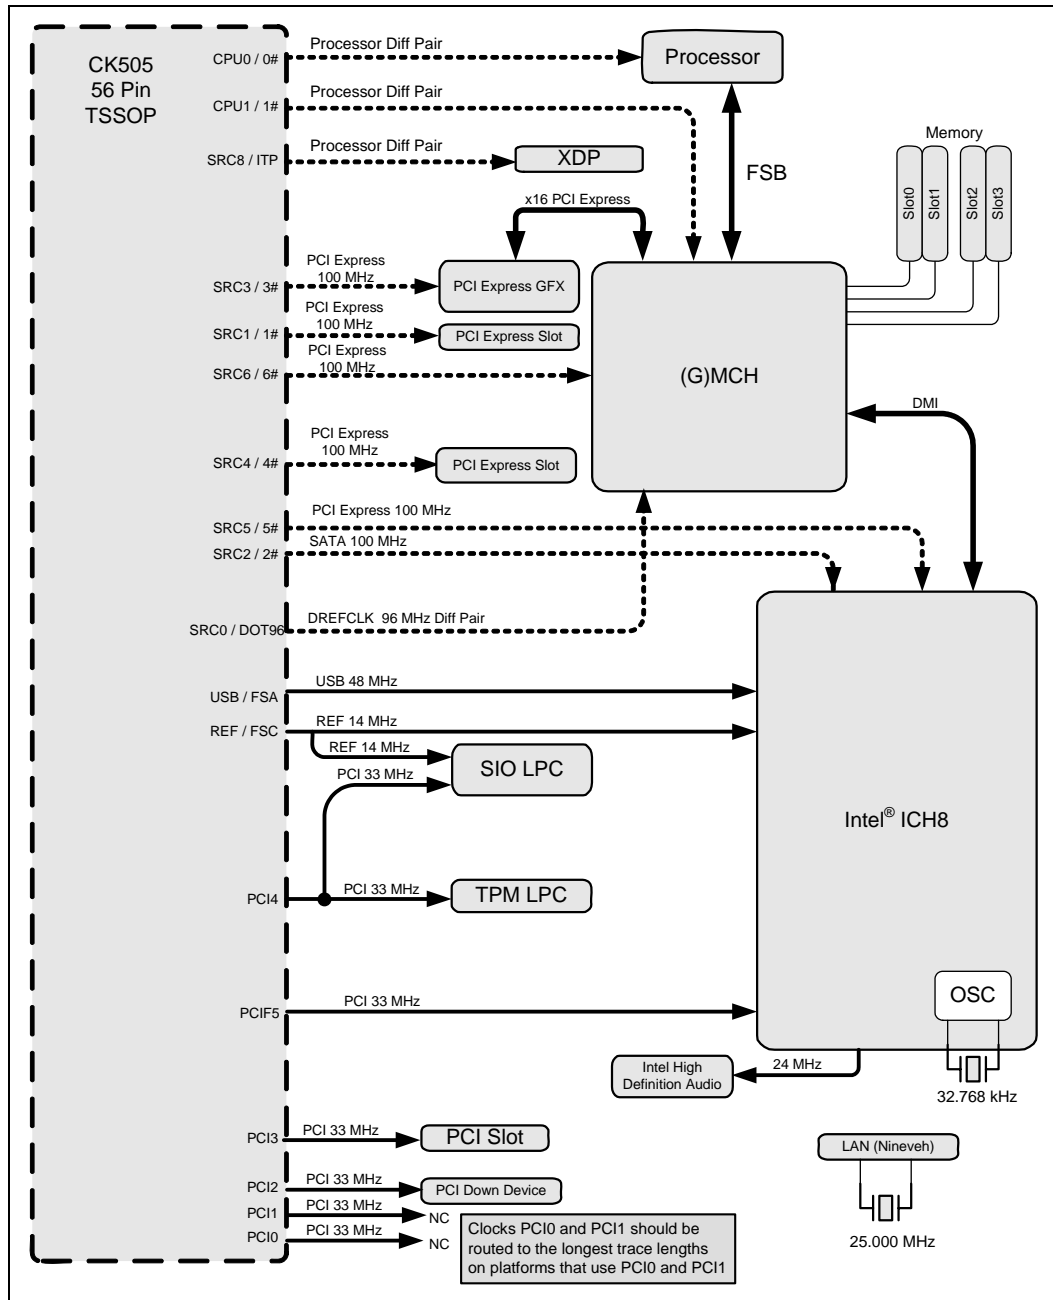 CK505
56 Pin
TSSOP
CPU0 / 0#
Processor Diff Pair
Processor
CPU1 / 1#
Processor Diff Pair
SRC8 / ITP
Processor Diff Pair
XDP
FSB
Memory
Slot0
Slot1
Slot2
Slot3
x16 PCI Express
SRC3 / 3#
PCI Express
100 MHz
PCI Express GFX
SRC1 / 1#
PCI Express
100 MHz
PCI Express Slot
SRC6 / 6#
PCI Express
100 MHz
(G)MCH
DMI
SRC4 / 4#
PCI Express
100 MHz
PCI Express Slot
SRC5 / 5#
PCI Express 100 MHz
SRC2 / 2#
SATA 100 MHz
SRC0 / DOT96
DREFCLK 96 MHz Diff Pair
USB / FSA
USB 48 MHz
REF / FSC
REF 14 MHz
REF 14 MHz
SIO LPC
PCI 33 MHz
Intel® ICH8
PCI4
PCI 33 MHz
TPM LPC
PCIF5
PCI 33 MHz
OSC
32.768 kHz
24 MHz
Intel High
Definition Audio
PCI3
PCI 33 MHz
PCI Slot
LAN (Nineveh)
25.000 MHz
PCI2
PCI 33 MHz
PCI Down Device
PCI1
PCI 33 MHz
NC
PCI0
PCI 33 MHz
NC
Clocks PCI0 and PCI1 should be
routed to the longest trace lengths
on platforms that use PCI0 and PCI1